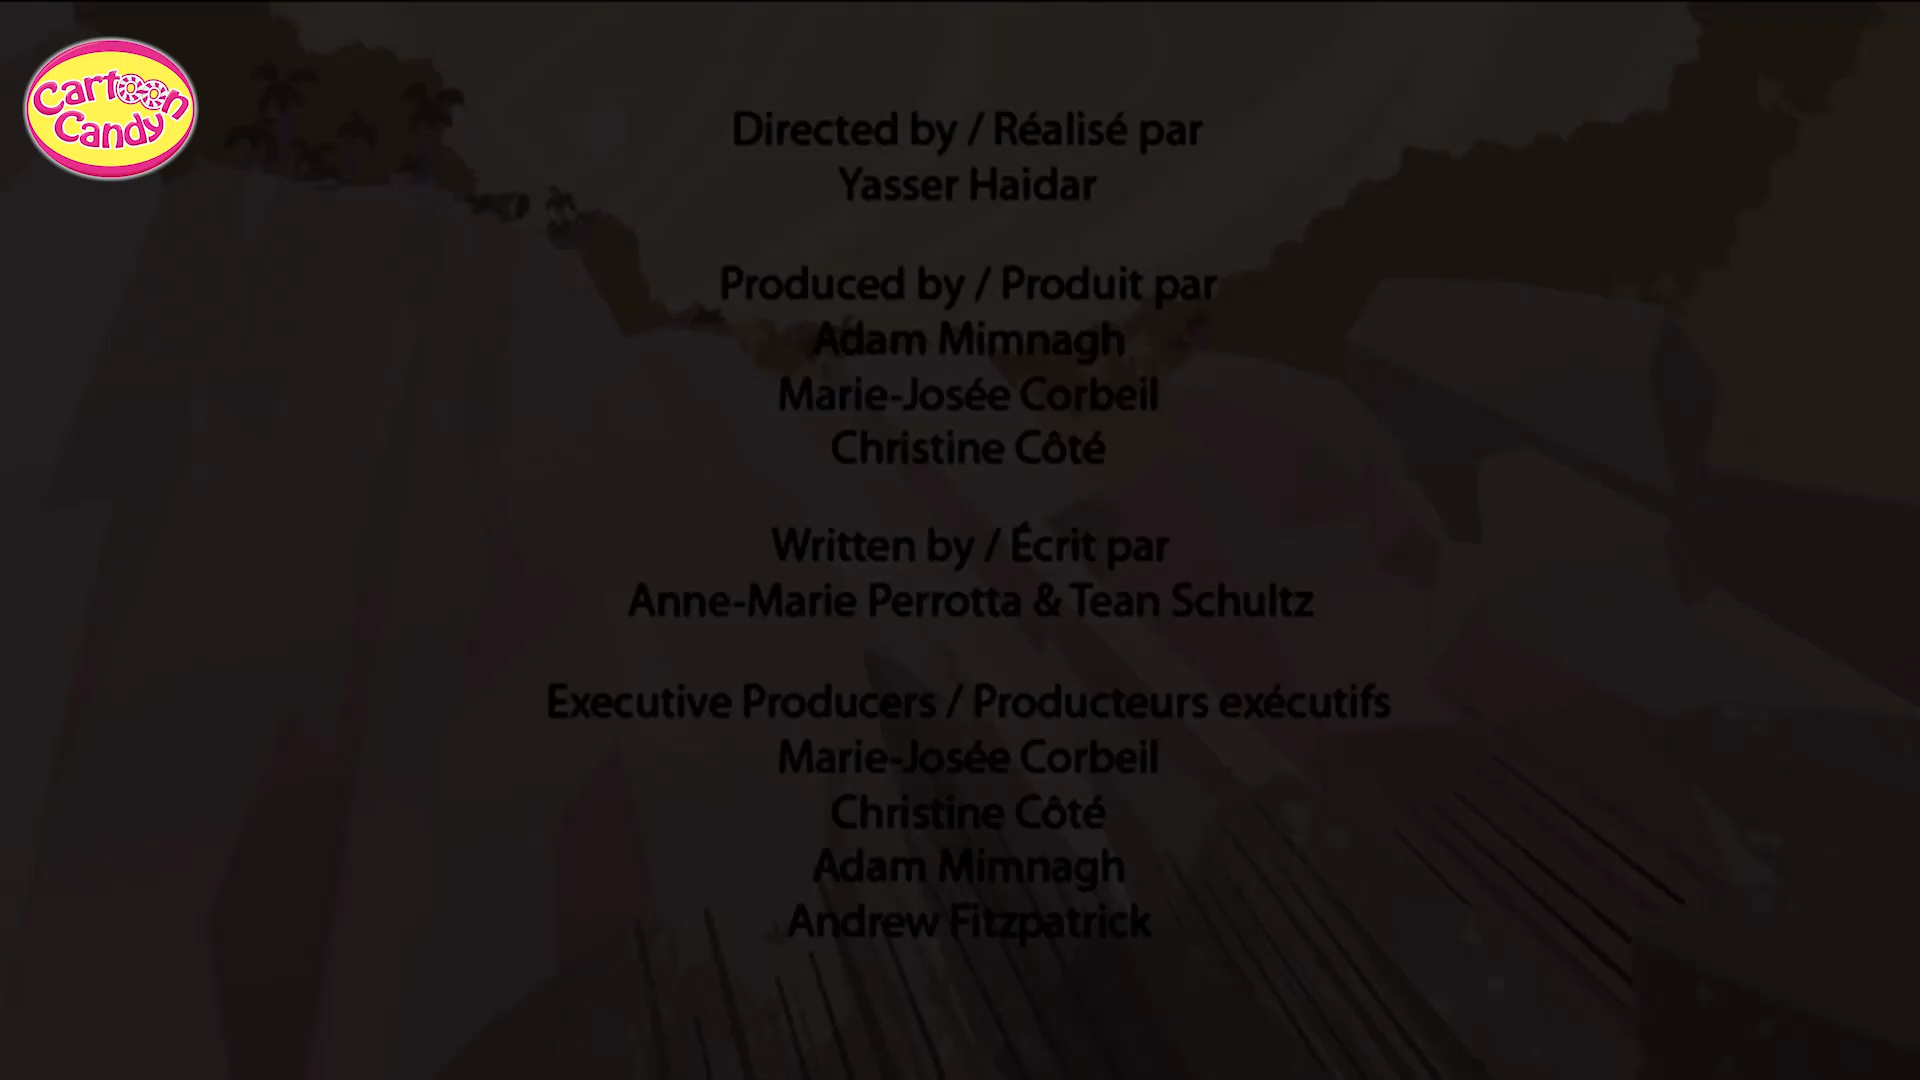 Cartoon
Candy
Directed by / Réalisé par
Yasser Haidar
Produced by / Produit par
Adam Mimnagh
Marie-Josée Corbeil
Christine Côté
Written by / Écrit par
Anne-Marie Perrotta & Tean Schultz
Executive Producers / Producteurs exécutifs
Marie-Josée Corbeil
Christine Côté
Adam Mimnagh
Andrew Fitzpatrick